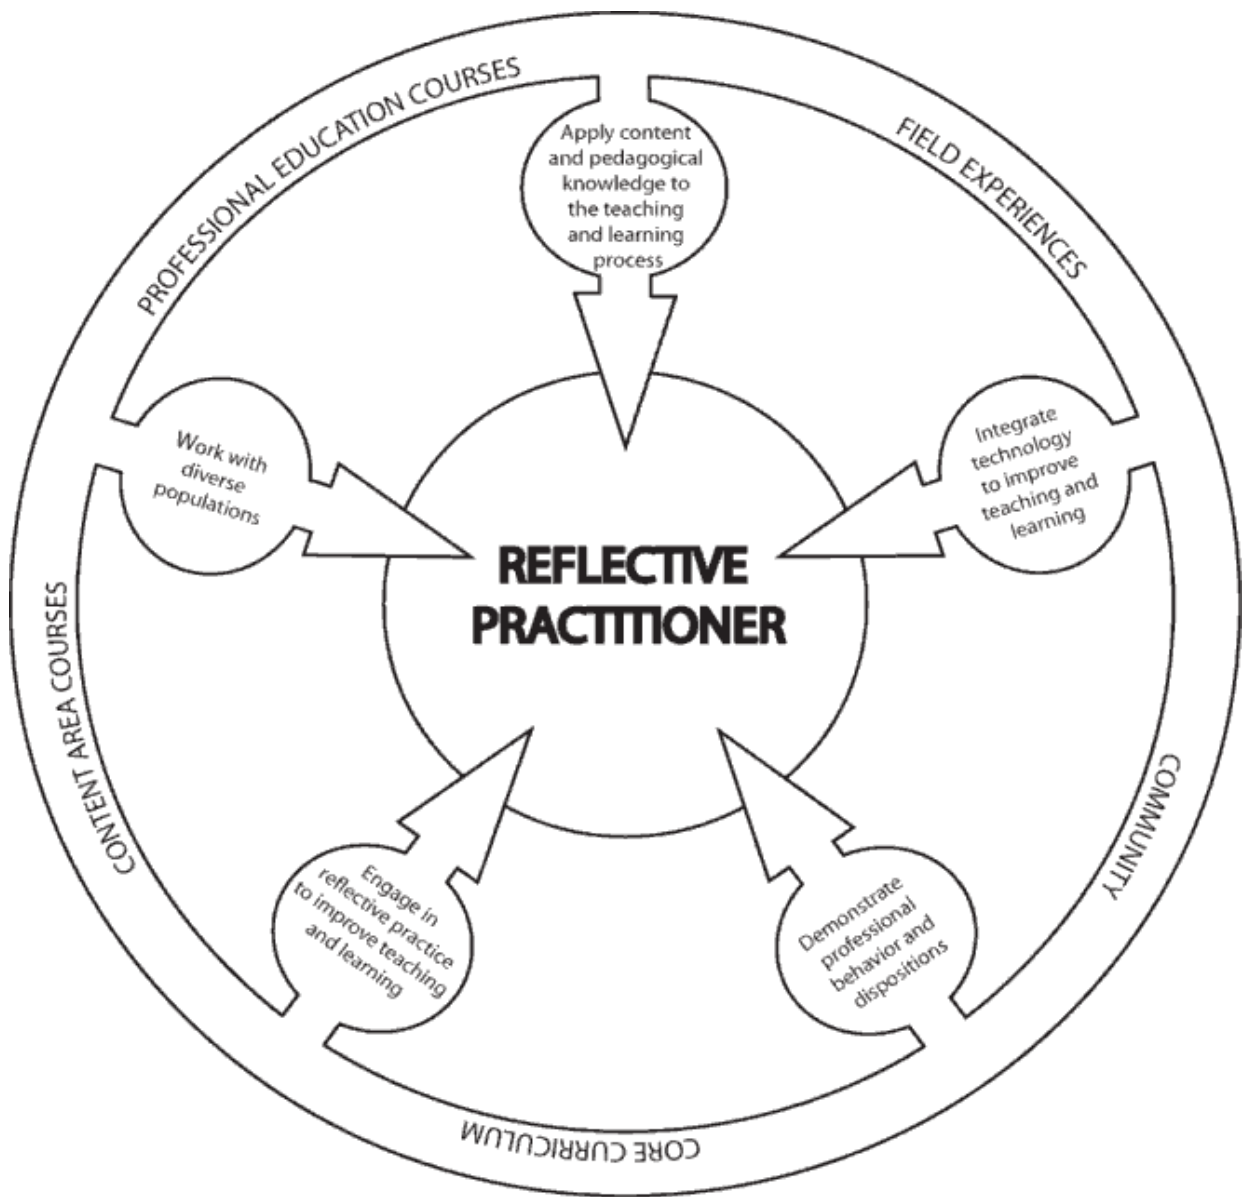 PROFESSIONAL EDUCATION COURSES
FIELD EXPERIENCES
Apply content
and pedagogical
knowledge to
the teaching
and learning
process
Work with
diverse
populations
Integrate
technology
to improve
teaching and
learning
REFLECTIVE
PRACTITIONER
CONTENT AREA COURSES
COMMUNITY
Engage in
reflective practice
to improve teaching
and learning
Demonstrate
professional
behavior and
dispositions
CORE CURRICULUM